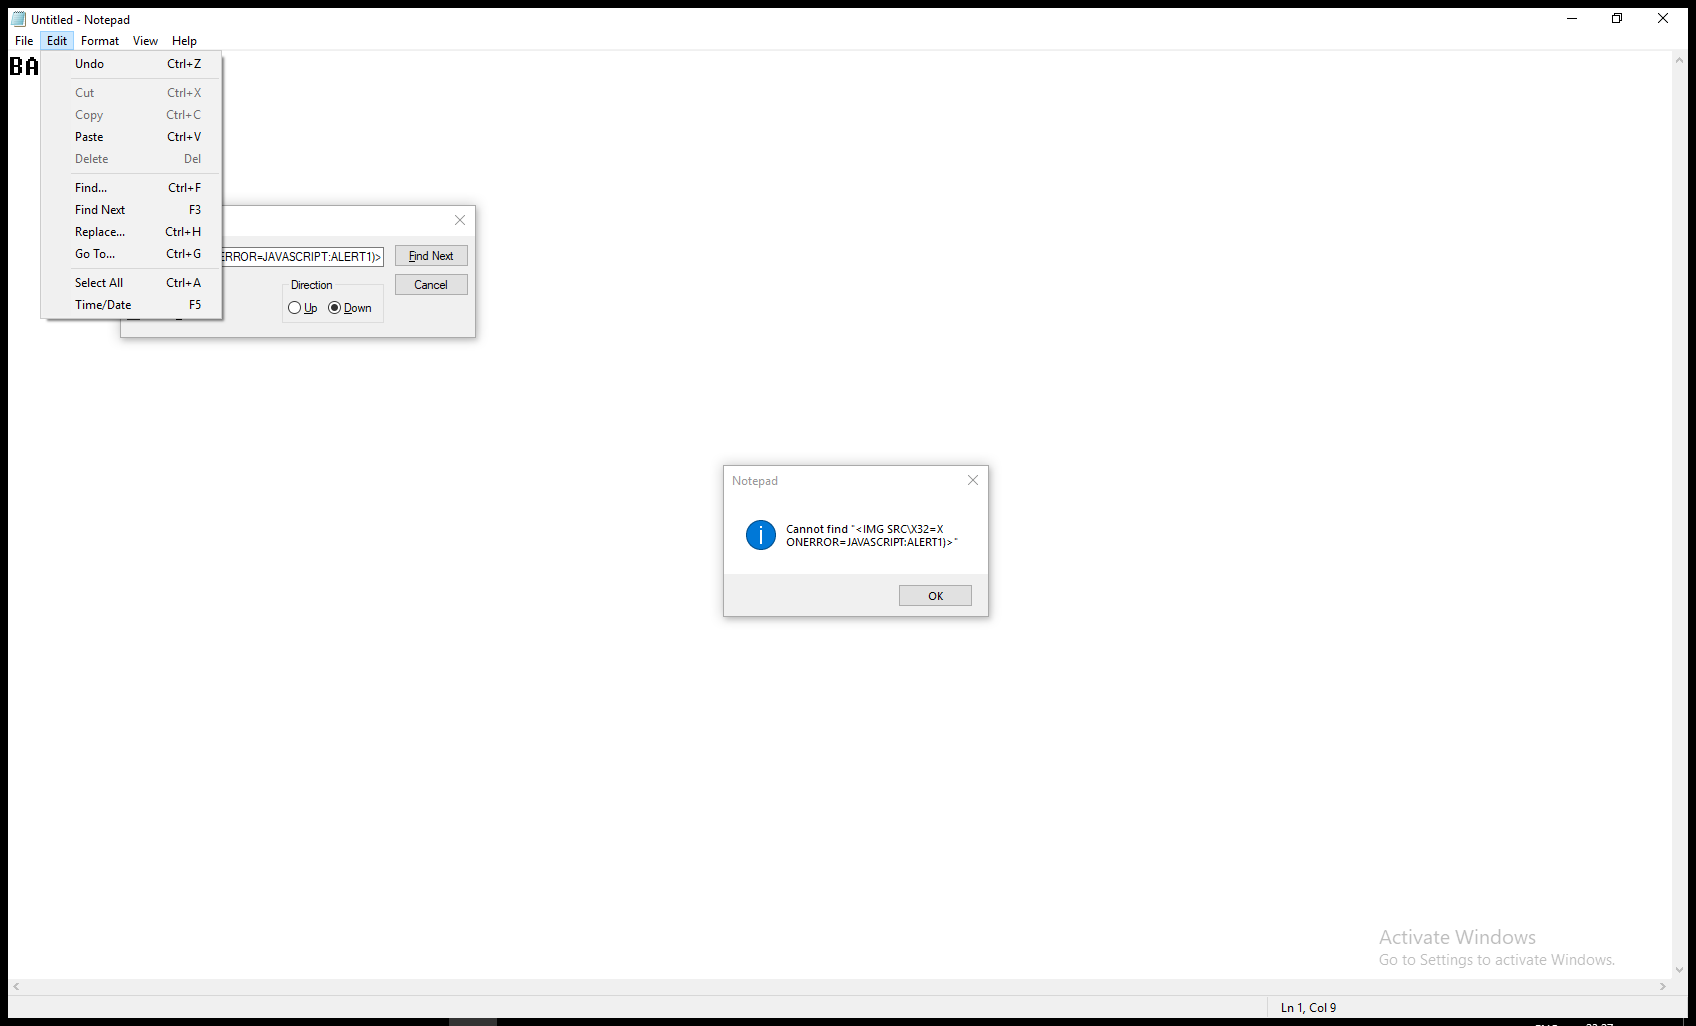 Untitled - Notepad
File Edit Format View Help
BA
Undo Ctrl+Z
Cut Ctrl+X
Copy Ctrl+C
Paste Ctrl+V
Delete Del
Find... Ctrl+F
Find Next F3
Replace... Ctrl+H
Go To... Ctrl+G
Select All Ctrl+A
Time/Date F5
ERROR=JAVASCRIPT:ALERT1)>
Find Next
Cancel
Direction
Up Down
Notepad
Cannot find "<IMG SRC\X32=X
ONERROR=JAVASCRIPT:ALERT1)>"
OK
Activate Windows
Go to Settings to activate Windows.
Ln 1, Col 9